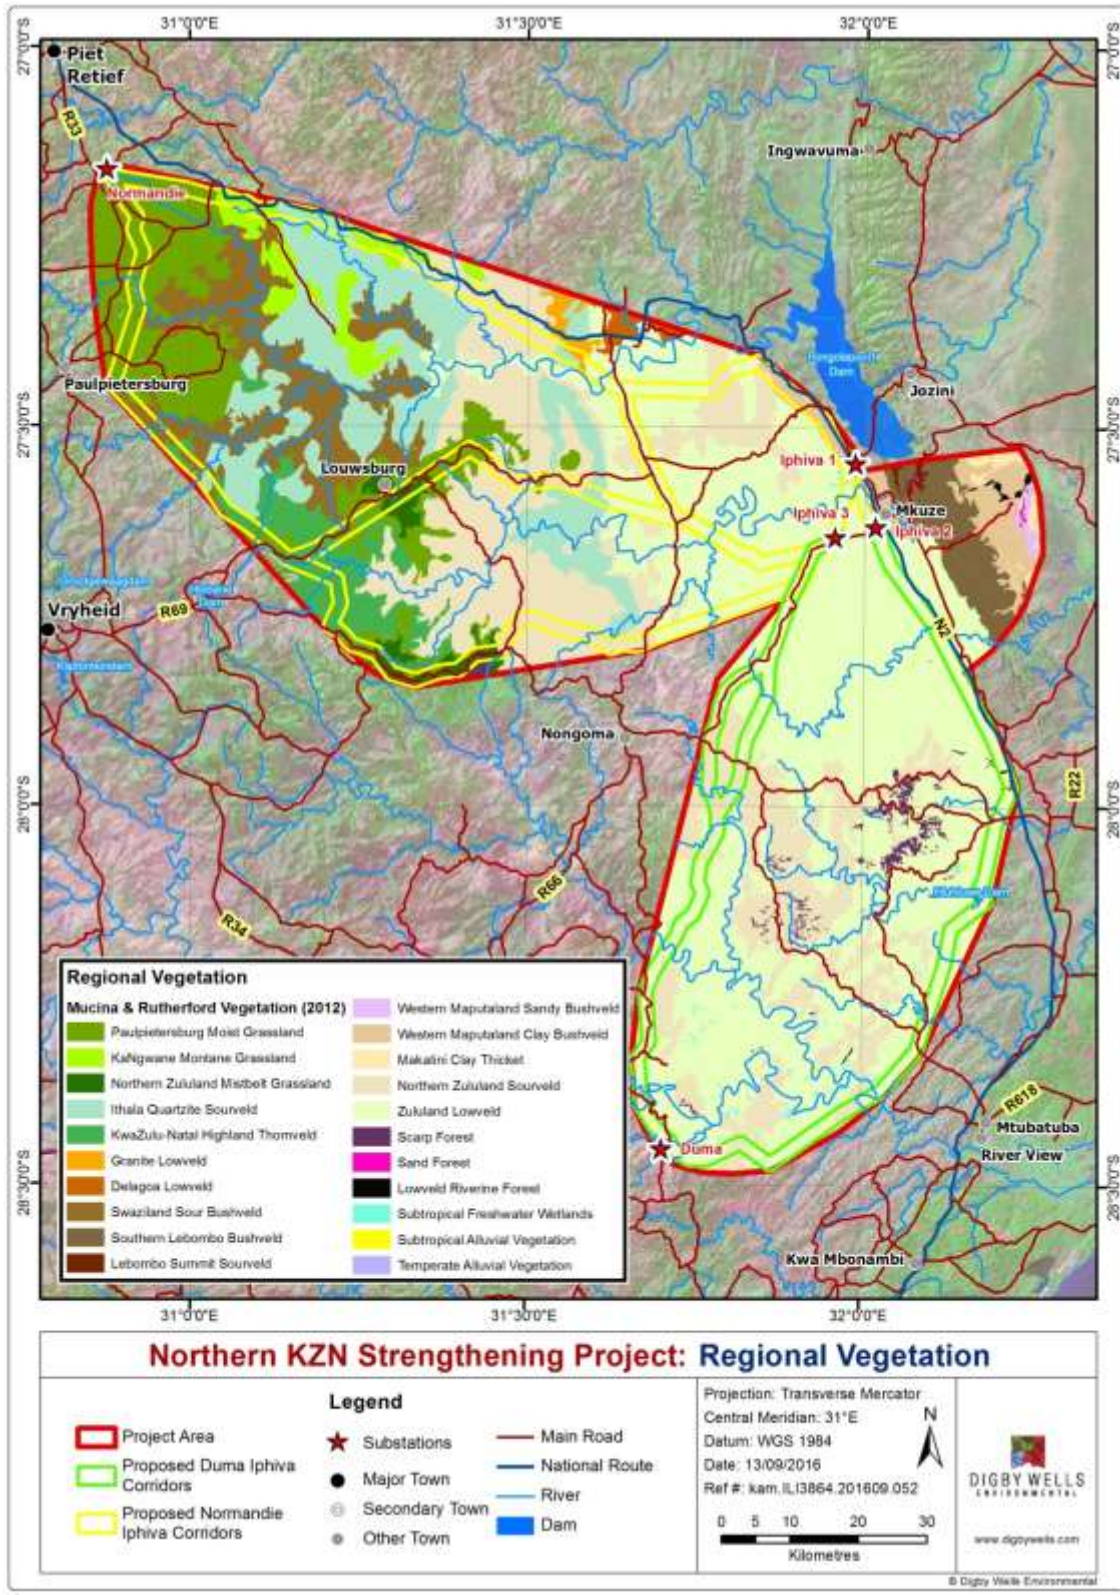 31°0'0"E
31°30'0"E
32°0'0"E
27°0'0"S
27°0'0"S
Piet
Retief
R33
Ingwavuma
Normandie
Paulpietersburg
Dam
Jozini
27°30'0"S
27°30'0"S
Louwsburg
Iphiva 1
Iphiva 3
Mkuze
Iphiva 2
Dam
Vryheid
R69
N2
Nongoma
28°0'0"S
28°0'0"S
R22
R66
R34
Regional Vegetation
Mucina & Rutherford Vegetation (2012)
Paulpietersburg Moist Grassland
KaNgwane Montane Grassland
Northern Zululand Mistbelt Grassland
Ithala Quartzite Sourveld
KwaZulu-Natal Highland Thornveld
Granite Lowveld
Delagoa Lowveld
Swaziland Sour Bushveld
Southern Lebombo Bushveld
Lebombo Summit Sourveld
Western Maputaland Sandy Bushveld
Western Maputaland Clay Bushveld
Makatini Clay Thicket
Northern Zululand Sourveld
Zululand Lowveld
Scarp Forest
Sand Forest
Lowveld Riverine Forest
Subtropical Freshwater Wetlands
Subtropical Alluvial Vegetation
Temperate Alluvial Vegetation
R618
Mtubatuba
River View
Duma
28°30'0"S
28°30'0"S
Kwa Mbonambi
31°0'0"E
31°30'0"E
32°0'0"E
Northern KZN Strengthening Project: Regional Vegetation
Legend
Project Area
Proposed Duma Iphiva
Corridors
Proposed Normandie
Iphiva Corridors
Substations
Major Town
Secondary Town
Other Town
Main Road
National Route
River
Dam
Projection: Transverse Mercator
Central Meridian: 31°E
Datum: WGS 1984
Date: 13/09/2016
Ref #: kam.ILI3864.201609.052
N
0 5 10 20 30
Kilometres
DIGBY WELLS
ENVIRONMENTAL
www.digbywells.com
© Digby Wells Environmental